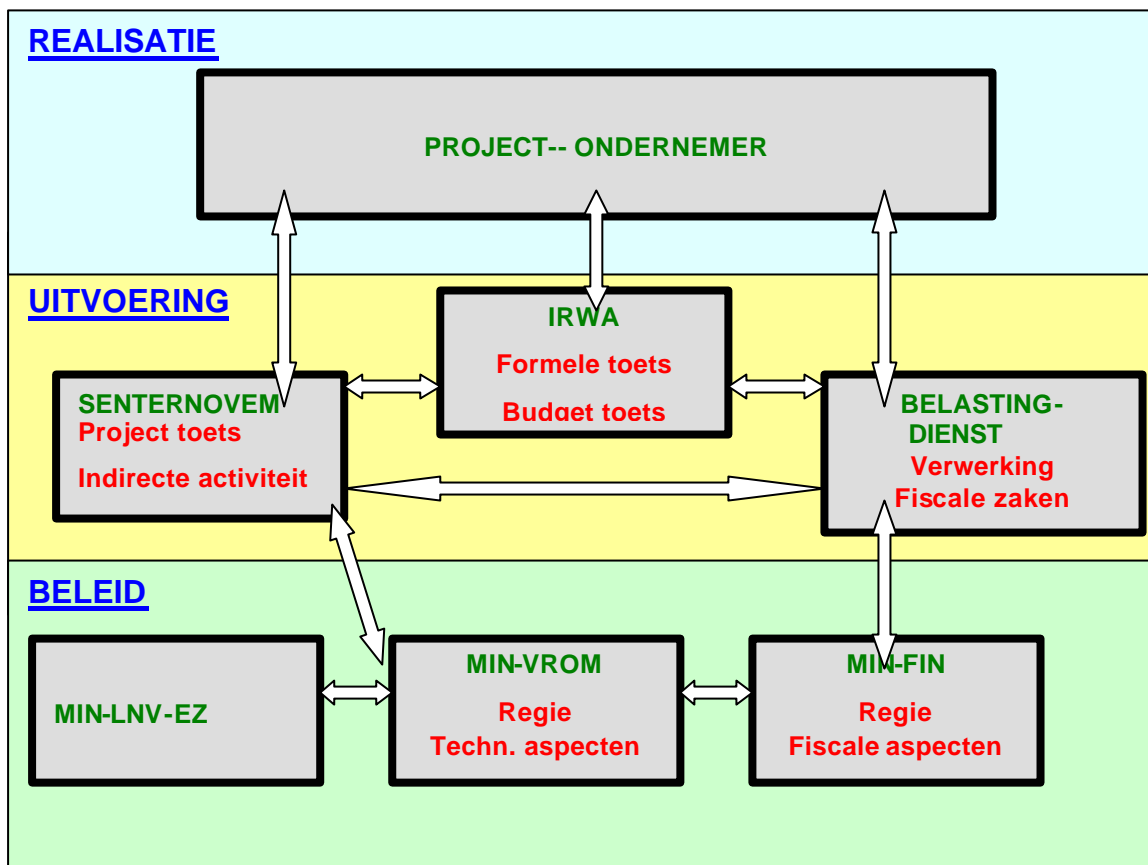 REALISATIE
PROJECT-- ONDERNEMER
UITVOERING
IRWA
Formele toets
Budget toets
SENTERNOVEM
Project toets
Indirecte activiteit
BELASTING-
DIENST
Verwerking
Fiscale zaken
BELEID
MIN-LNV-EZ
MIN-VROM
Regie
Techn. aspecten
MIN-FIN
Regie
Fiscale aspecten